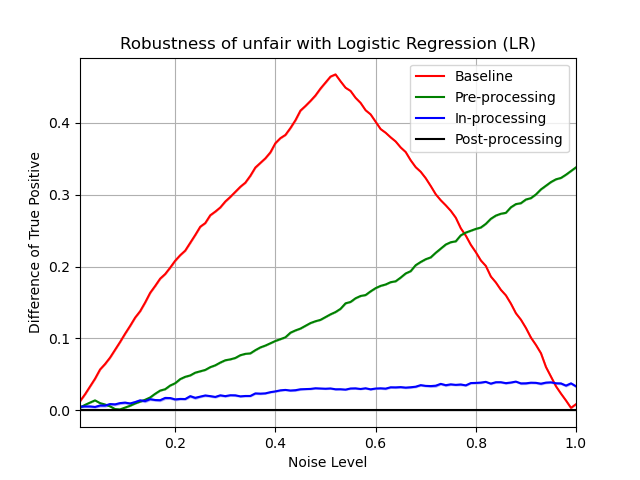 Robustness of unfair with Logistic Regression (LR)
Baseline
Pre-processing
In-processing
Post-processing
Difference of True Positive
0.4
0.3
0.2
0.1
0.0
0.2
0.4
0.6
0.8
1.0
Noise Level